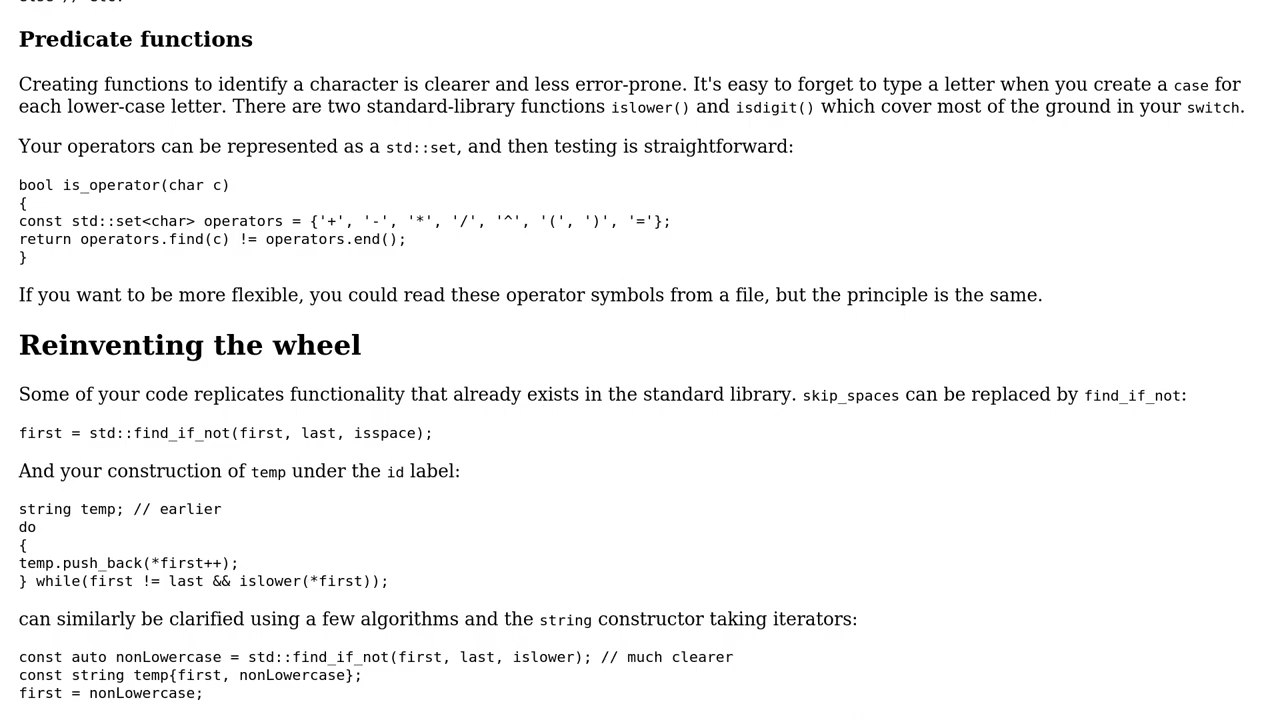 Predicate functions
Creating functions to identify a character is clearer and less error-prone. It's easy to forget to type a letter when you create a case for
each lower-case letter. There are two standard-library functions islower() and isdigit() which cover most of the ground in your switch.
Your operators can be represented as a std::set, and then testing is straightforward:
bool is_operator(char c)
{
const std::set<char> operators = {'+', '-', '*', '/', '^', '(', ')', '='};
return operators.find(c) != operators.end();
}
If you want to be more flexible, you could read these operator symbols from a file, but the principle is the same.
Reinventing the wheel
Some of your code replicates functionality that already exists in the standard library. skip_spaces can be replaced by find_if_not:
first = std::find_if_not(first, last, isspace);
And your construction of temp under the id label:
string temp; // earlier
do
{
temp.push_back(*first++);
} while(first != last && islower(*first));
can similarly be clarified using a few algorithms and the string constructor taking iterators:
const auto nonLowercase = std::find_if_not(first, last, islower); // much clearer
const string temp{first, nonLowercase};
first = nonLowercase;